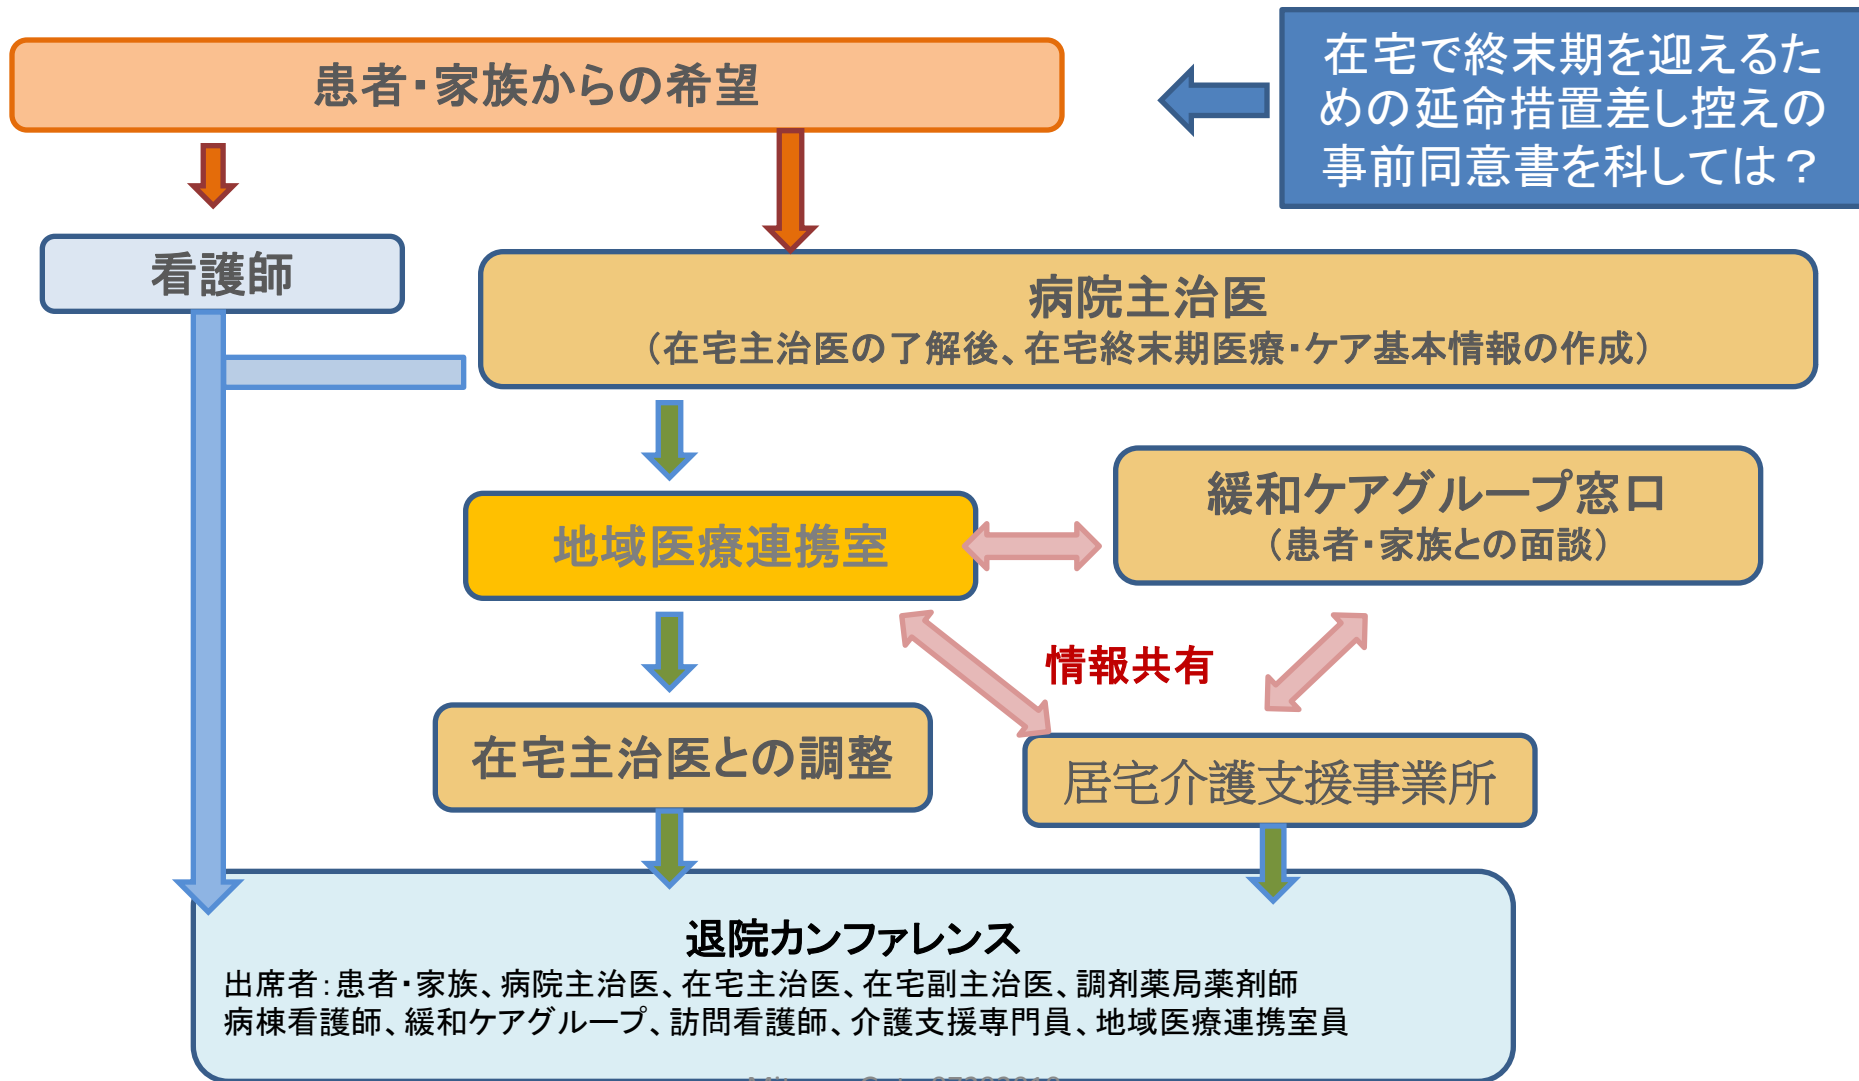 患者・家族からの希望
在宅で終末期を迎えるた
めの延命措置差し控えの
事前同意書を科しては？
看護師
病院主治医
（在宅主治医の了解後、在宅終末期医療・ケア基本情報の作成）
地域医療連携室
緩和ケアグループ窓口
（患者・家族との面談）
情報共有
在宅主治医との調整
居宅介護支援事業所
退院カンファレンス
出席者：患者・家族、病院主治医、在宅主治医、在宅副主治医、調剤薬局薬剤師
病棟看護師、緩和ケアグループ、訪問看護師、介護支援専門員、地域医療連携室員